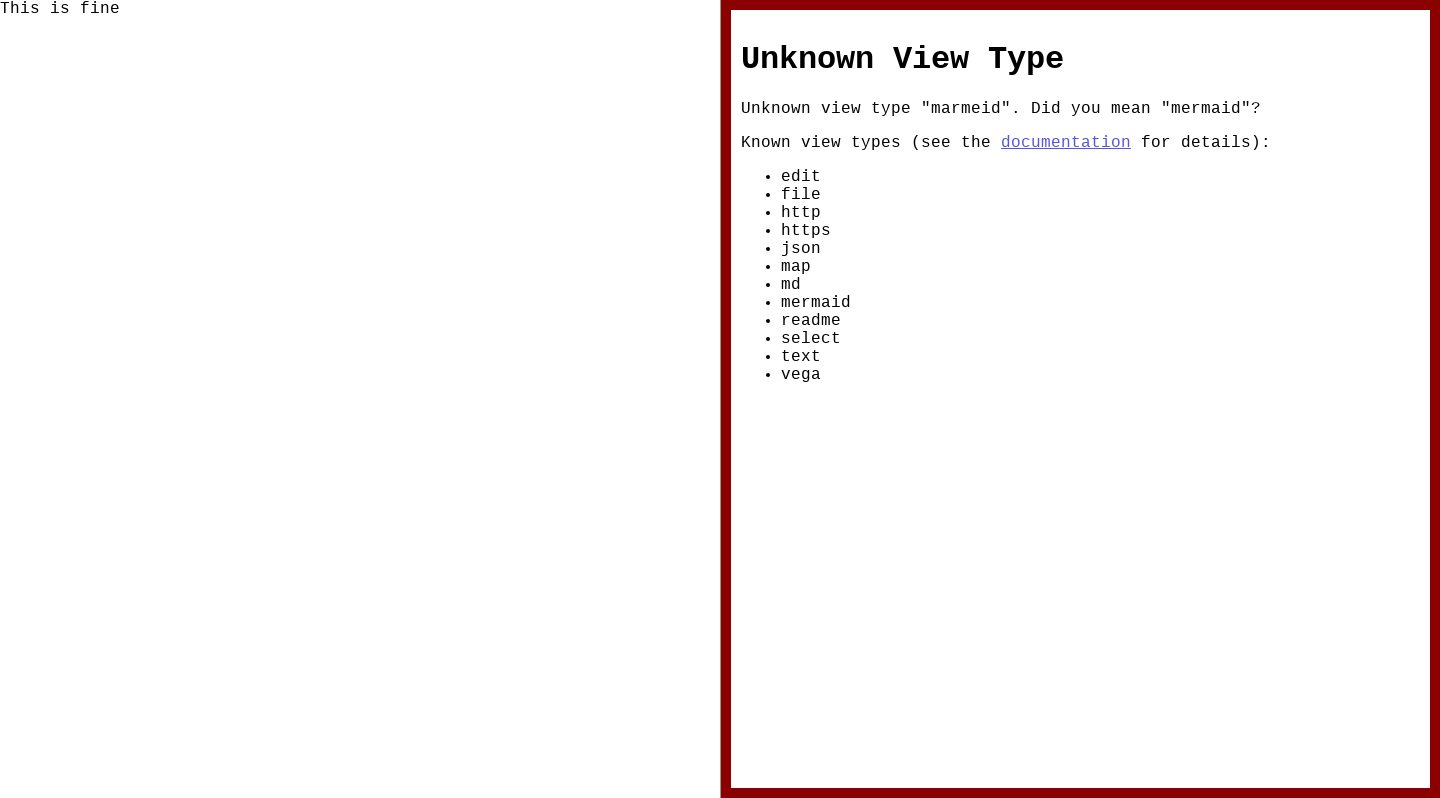 This is fine
Unknown View Type
Unknown view type "marmeid". Did you mean "mermaid"?
Known view types (see the documentation for details):
• edit
• file
• http
• https
• json
• map
• md
• mermaid
• readme
• select
• text
• vega